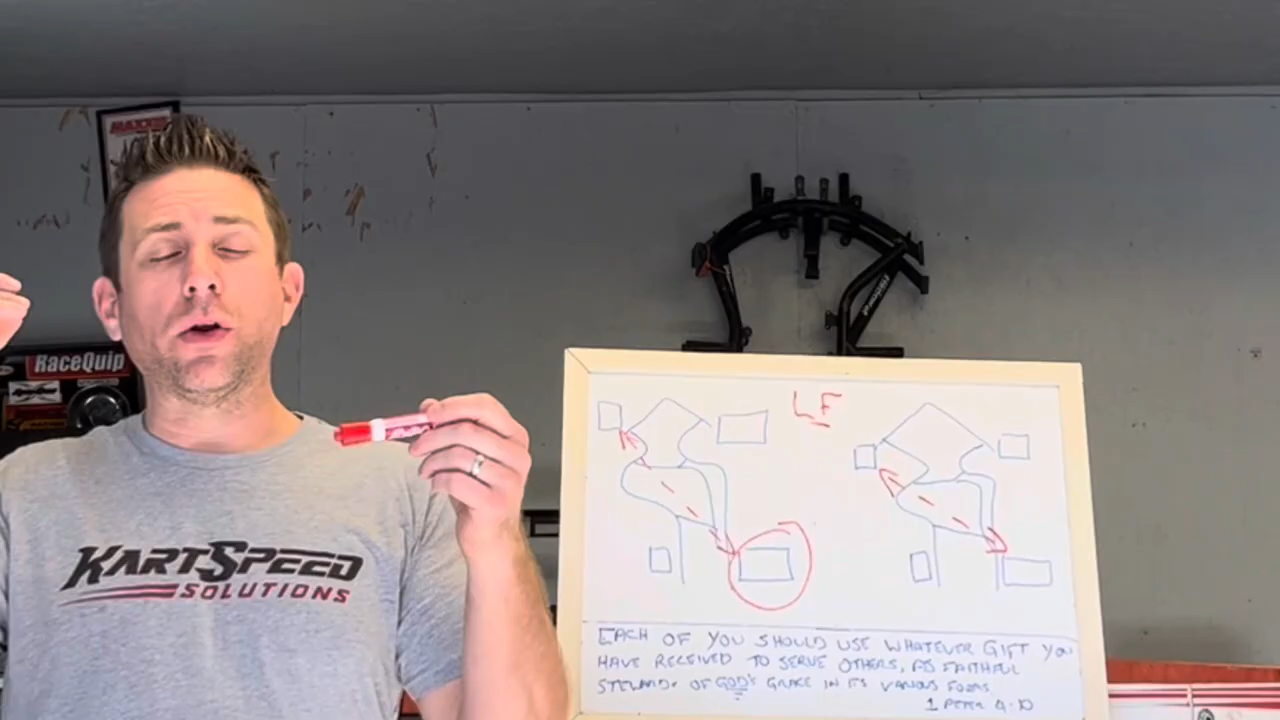 MAXXIS
RaceQuip
KARTSPEED
SOLUTIONS
LF
EACH OF YOU SHOULD USE WHATEVER GIFT YOU
HAVE RECEIVED TO SERVE OTHERS, AS FAITHFUL
STEWARDS OF GOD'S GRACE IN ITS VARIOUS FORMS
1 PETER 4:10